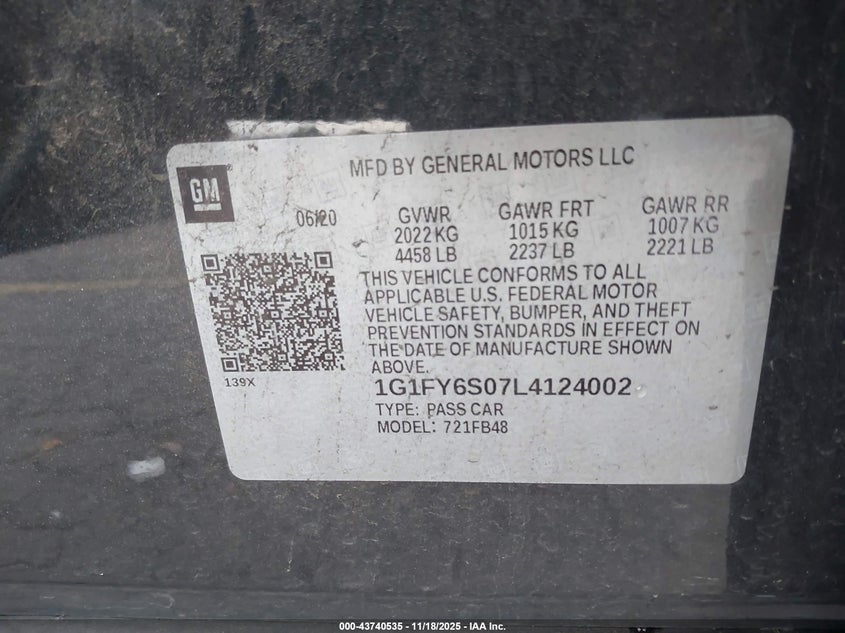 MFD BY GENERAL MOTORS LLC
GM
®
06/20
GVWR GAWR FRT GAWR RR
2022 KG 1015 KG 1007 KG
4458 LB 2237 LB 2221 LB
THIS VEHICLE CONFORMS TO ALL
APPLICABLE U.S. FEDERAL MOTOR
VEHICLE SAFETY, BUMPER, AND THEFT
PREVENTION STANDARDS IN EFFECT ON
THE DATE OF MANUFACTURE SHOWN
ABOVE.
139X
1G1FY6S07L4124002
TYPE: PASS CAR
MODEL: 721FB48
000-43740535 - 11/18/2025 - IAA Inc.